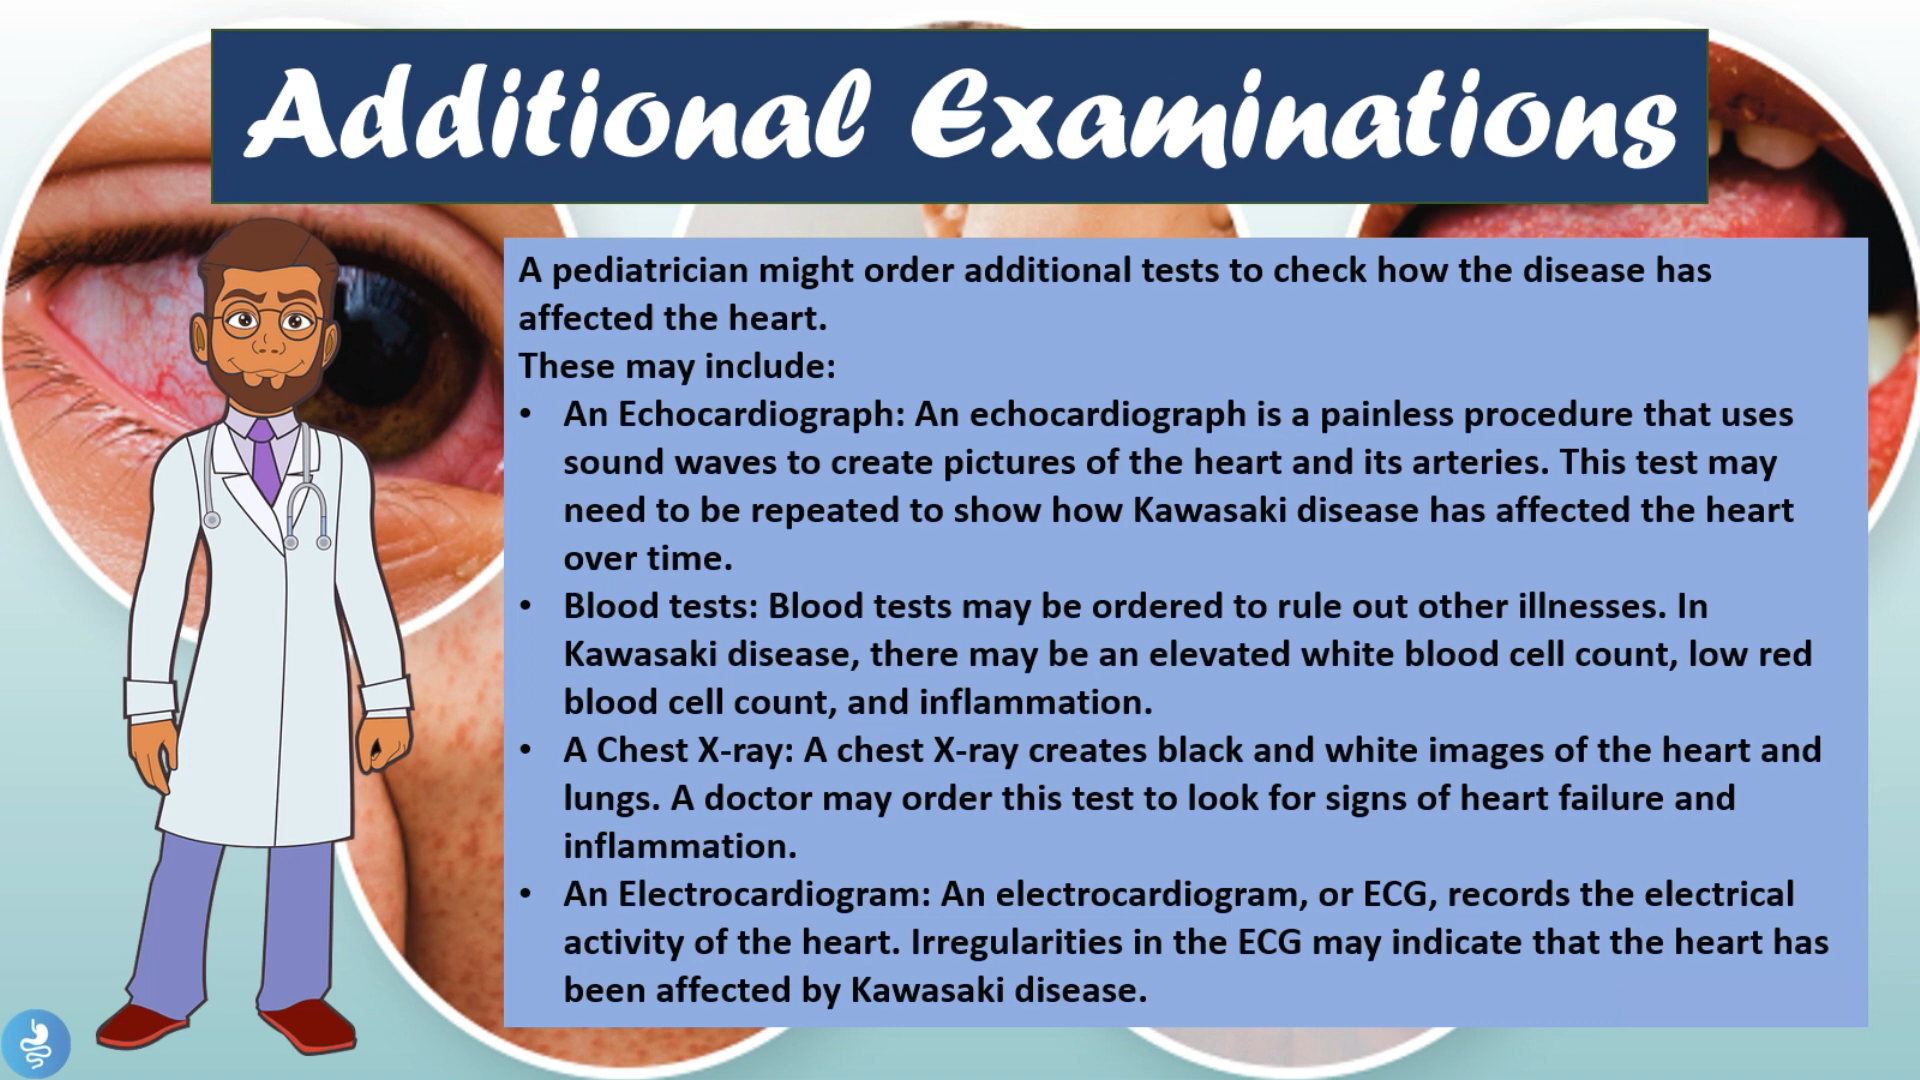 Additional Examinations
A pediatrician might order additional tests to check how the disease has
affected the heart.
These may include:
• An Echocardiograph: An echocardiograph is a painless procedure that uses
sound waves to create pictures of the heart and its arteries. This test may
need to be repeated to show how Kawasaki disease has affected the heart
over time.
• Blood tests: Blood tests may be ordered to rule out other illnesses. In
Kawasaki disease, there may be an elevated white blood cell count, low red
blood cell count, and inflammation.
• A Chest X-ray: A chest X-ray creates black and white images of the heart and
lungs. A doctor may order this test to look for signs of heart failure and
inflammation.
• An Electrocardiogram: An electrocardiogram, or ECG, records the electrical
activity of the heart. Irregularities in the ECG may indicate that the heart has
been affected by Kawasaki disease.